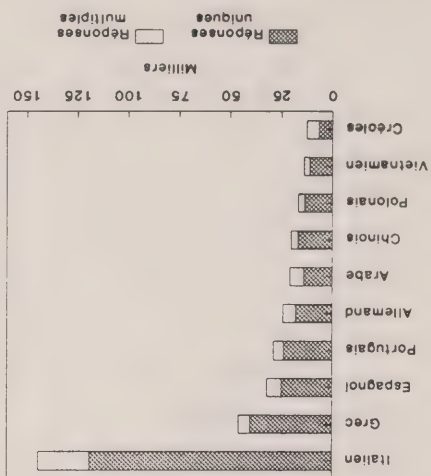 Italien
Grec
Espagnol
Portugais
Allemand
Arabe
Chinois
Polonais
Vietnamien
Créoles
0 25 50 75 100 125 150
Milliers
Réponses uniques
Réponses multiples